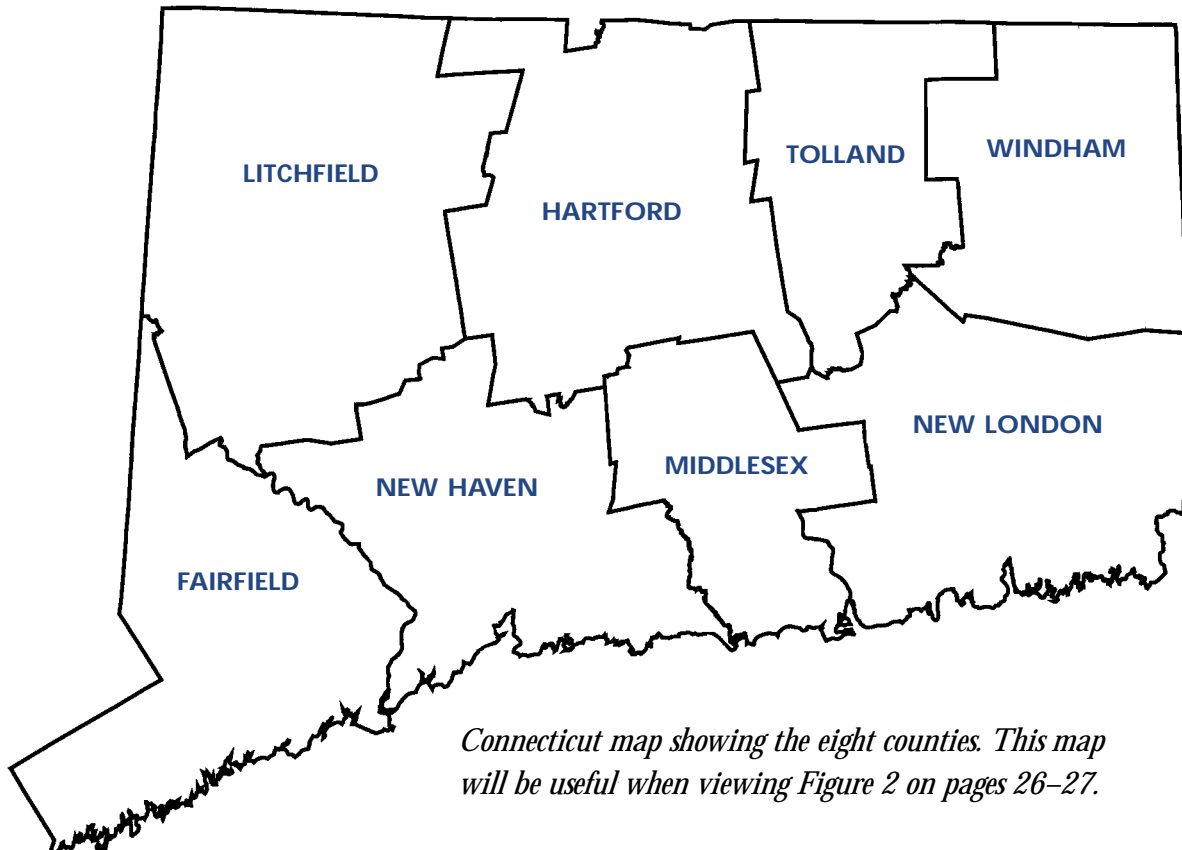 LITCHFIELD
HARTFORD
TOLLAND
WINDHAM
NEW HAVEN
MIDDLESEX
NEW LONDON
FAIRFIELD
Connecticut map showing the eight counties. This map
will be useful when viewing Figure 2 on pages 26–27.